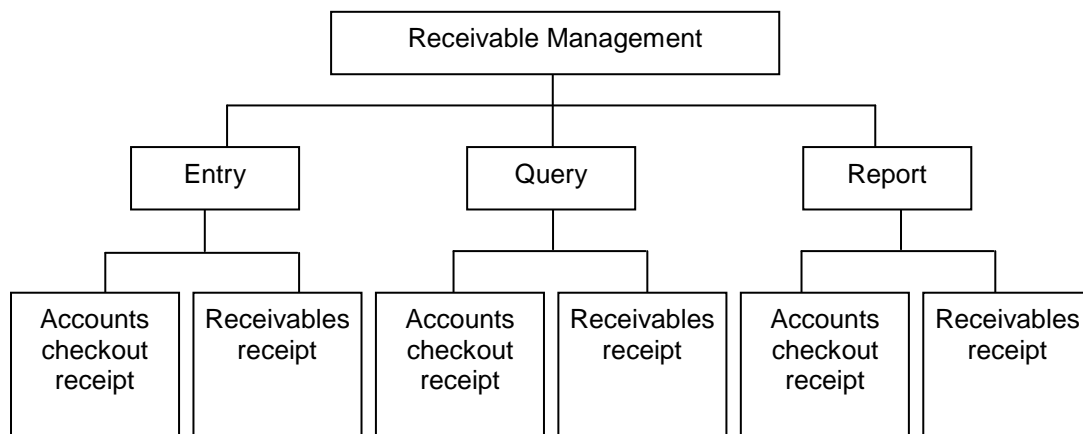 Receivable Management
Entry
Query
Report
Accounts
checkout
receipt
Receivables
receipt
Accounts
checkout
receipt
Receivables
receipt
Accounts
checkout
receipt
Receivables
receipt